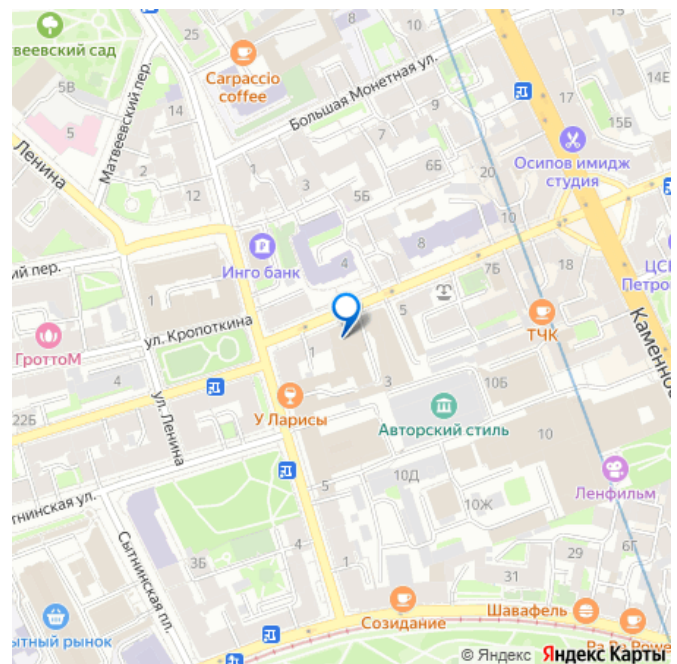 25
10
8
14Е
твеевский сад
Carpaccio
coffee
Большая Монетная ул.
9
17
15Б
5В
Матвеевский пер.
14
5
7
Осипов имидж
студия
Ленина
2
1
3
6Б
20
12
5Б
10
Инго банк
4
8
ий пер.
7Б
18
ЦСК
Петро
1
ул. Кропоткина
5
ТЧК
Каменно
ГроттоМ
1
4
3
10Б
У Ларисы
Авторский стиль
22Б
ул. Ленина
10
Ленфильм
тнинская ул.
5
10Д
10Ж
Сытнинская пл.
3Б
4
1
29
6Г
31
ытный рынок
Созидание
Шавафель
© Яндекс Яндекс Карты